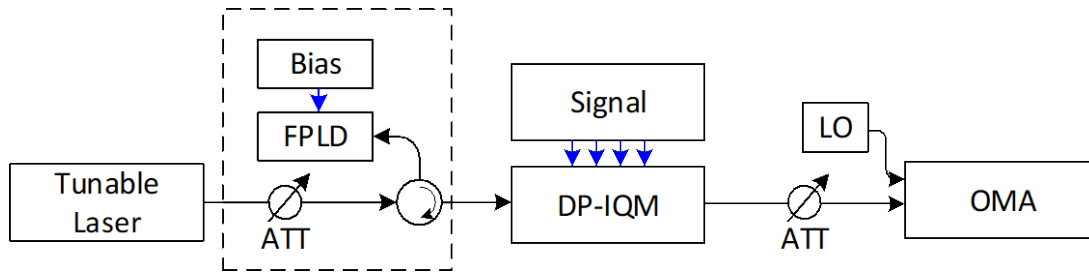 Bias
FPLD
Tunable
Laser
ATT
Signal
DP-IQM
LO
ATT
OMA